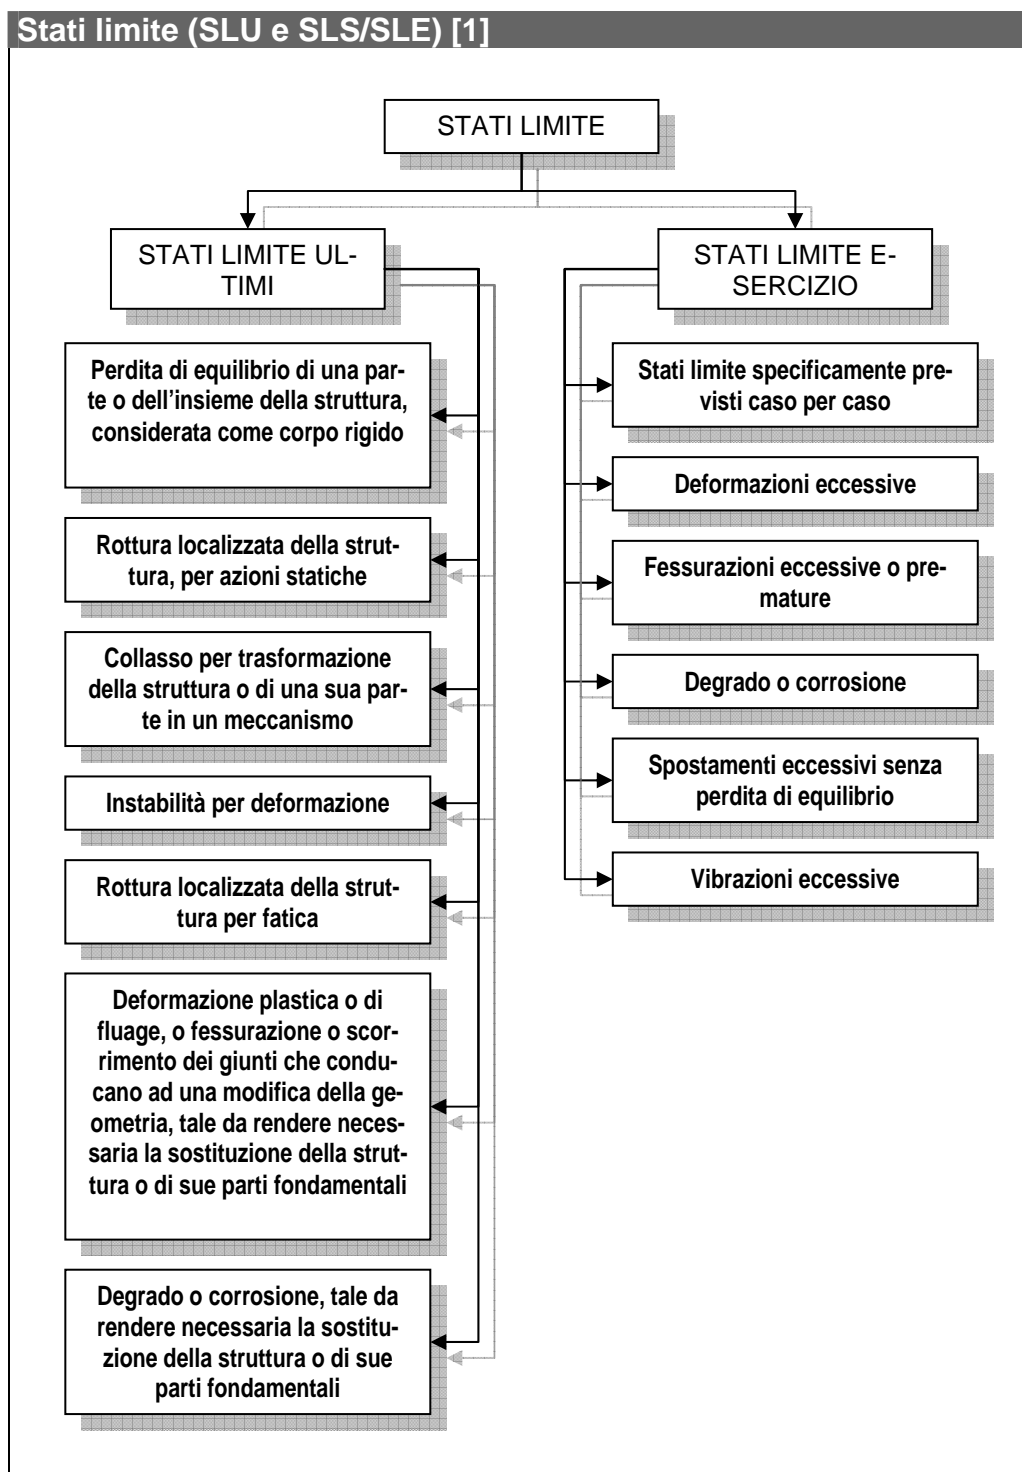 Stati limite (SLU e SLS/SLE) [1]
STATI LIMITE
STATI LIMITE UL-
TIMI
Perdita di equilibrio di una par-
te o dell'insieme della struttura,
considerata come corpo rigido
Rottura localizzata della strut-
tura, per azioni statiche
Collasso per trasformazione
della struttura o di una sua par-
te in un meccanismo
Instabilità per deformazione
Rottura localizzata della strut-
tura per fatica
Deformazione plastica o di
fluage, o fessurazione o scor-
rimento dei giunti che condu-
cano ad una modifica della ge-
ometria, tale da rendere neces-
saria la sostituzione della strut-
tura o di sue parti fondamentali
Degrado o corrosione, tale da
rendere necessaria la sostitu-
zione della struttura o di sue
parti fondamentali
STATI LIMITE E-
SERCIZIO
Stati limite specificamente pre-
visti caso per caso
Deformazioni eccessive
Fessurazioni eccessive o pre-
mature
Degrado o corrosione
Spostamenti eccessivi senza
perdita di equilibrio
Vibrazioni eccessive